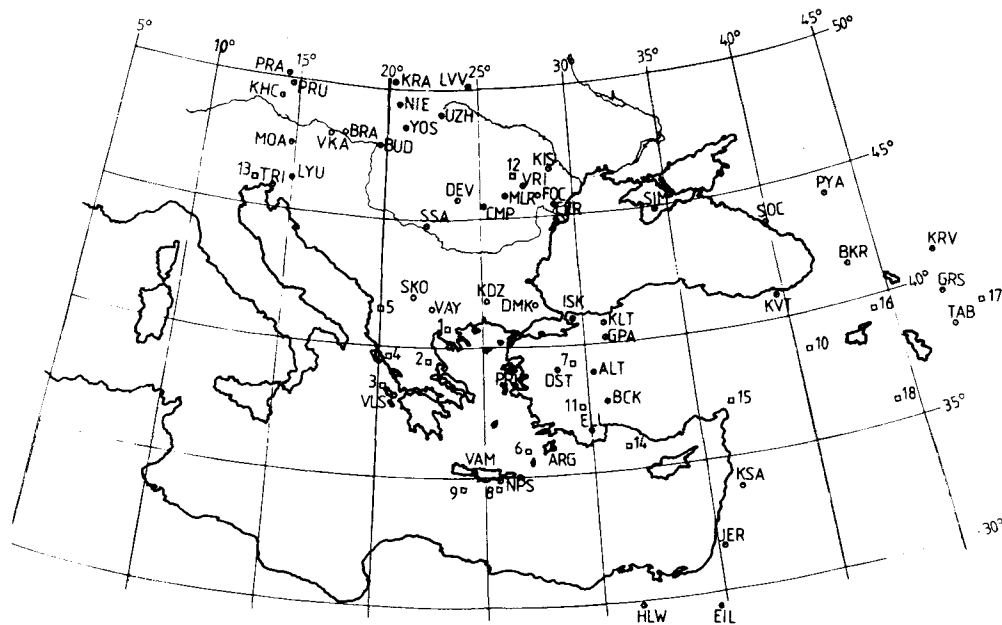 5°
10°
15°
20°
25°
30°
35°
40°
45°
50°
PRA
PRU
KHC
KRA
LVV
NIE
UZH
YOS
VKA
BRA
BUD
MOA
13
TRI
LYU
12
KIS
VRI
MLR
FOC
DEV
CMP
SSA
SIM
SOC
45°
PYA
BKR
KRV
GRS
40°
17
TAB
16
KVT
10
SKO
5
VAY
KDZ
DMK
ISK
KLT
GPA
1
4
2
3
VLS
7
DST
ALT
BCK
11
ELL
15
18
35°
14
6
ARG
VAM
NPS
9
8
KSA
JER
30°
HLW
EIL